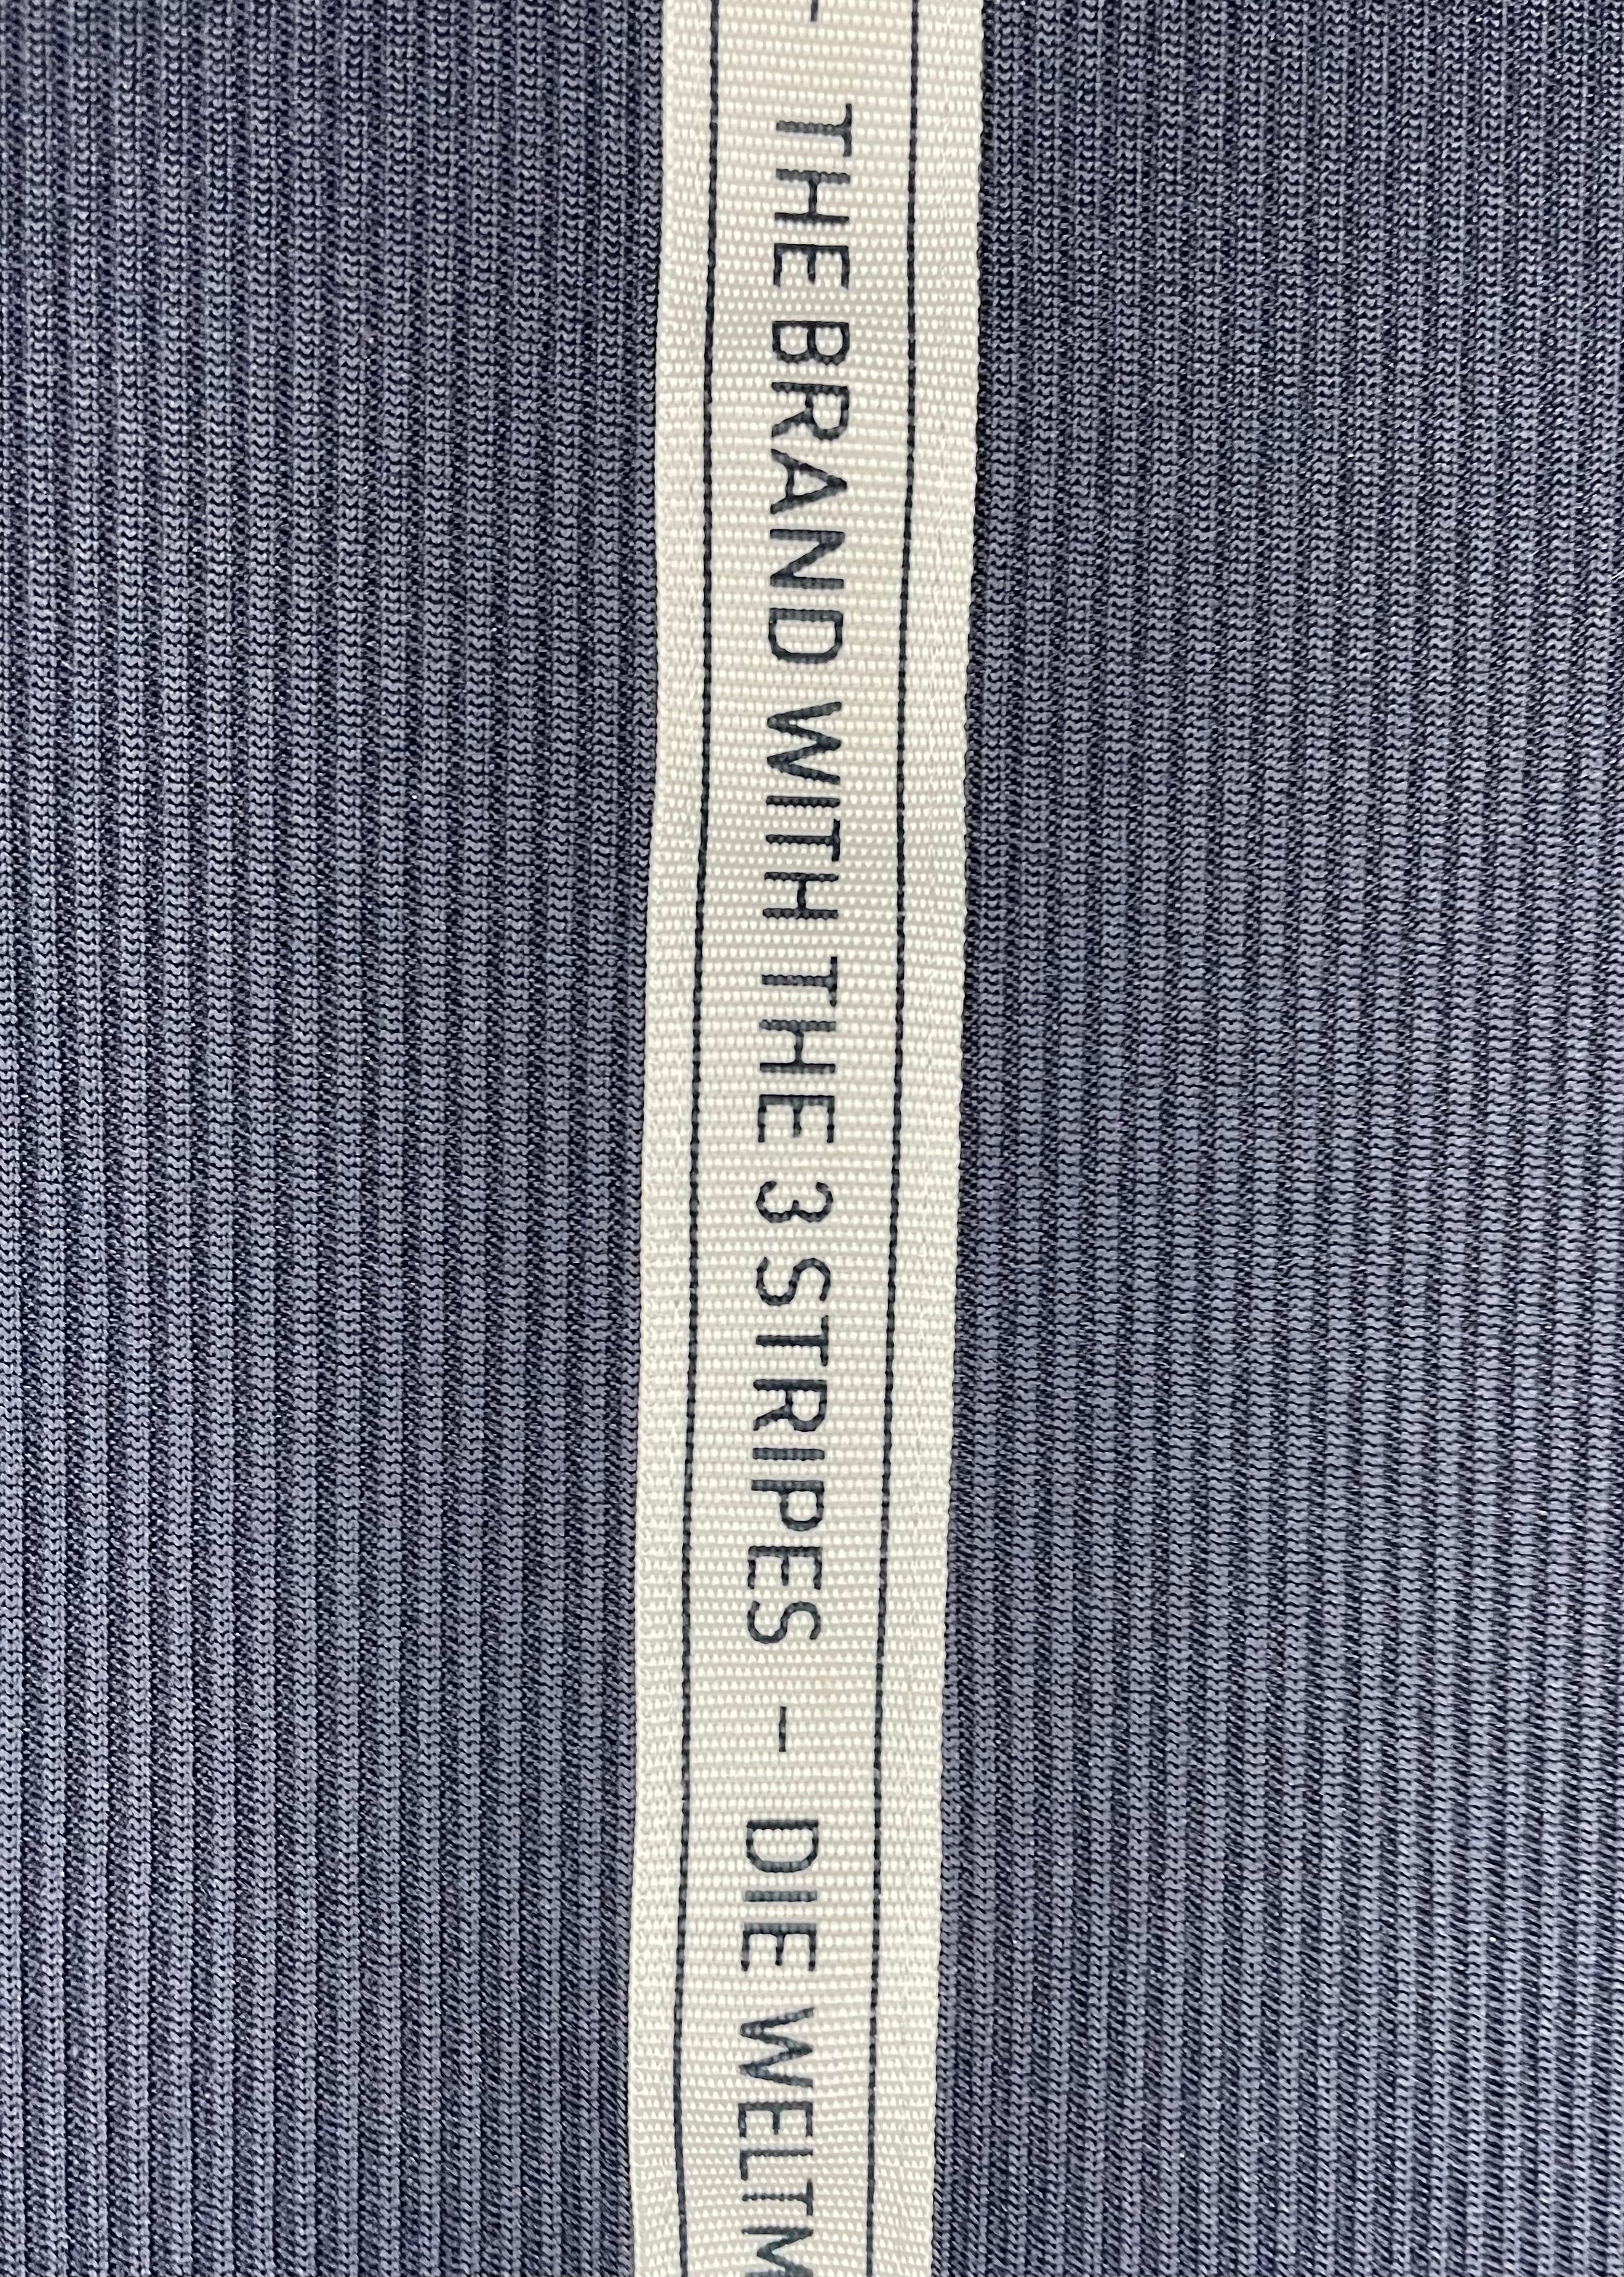 - THE BRAND WITH THE 3 STRIPES - DIE WELTM